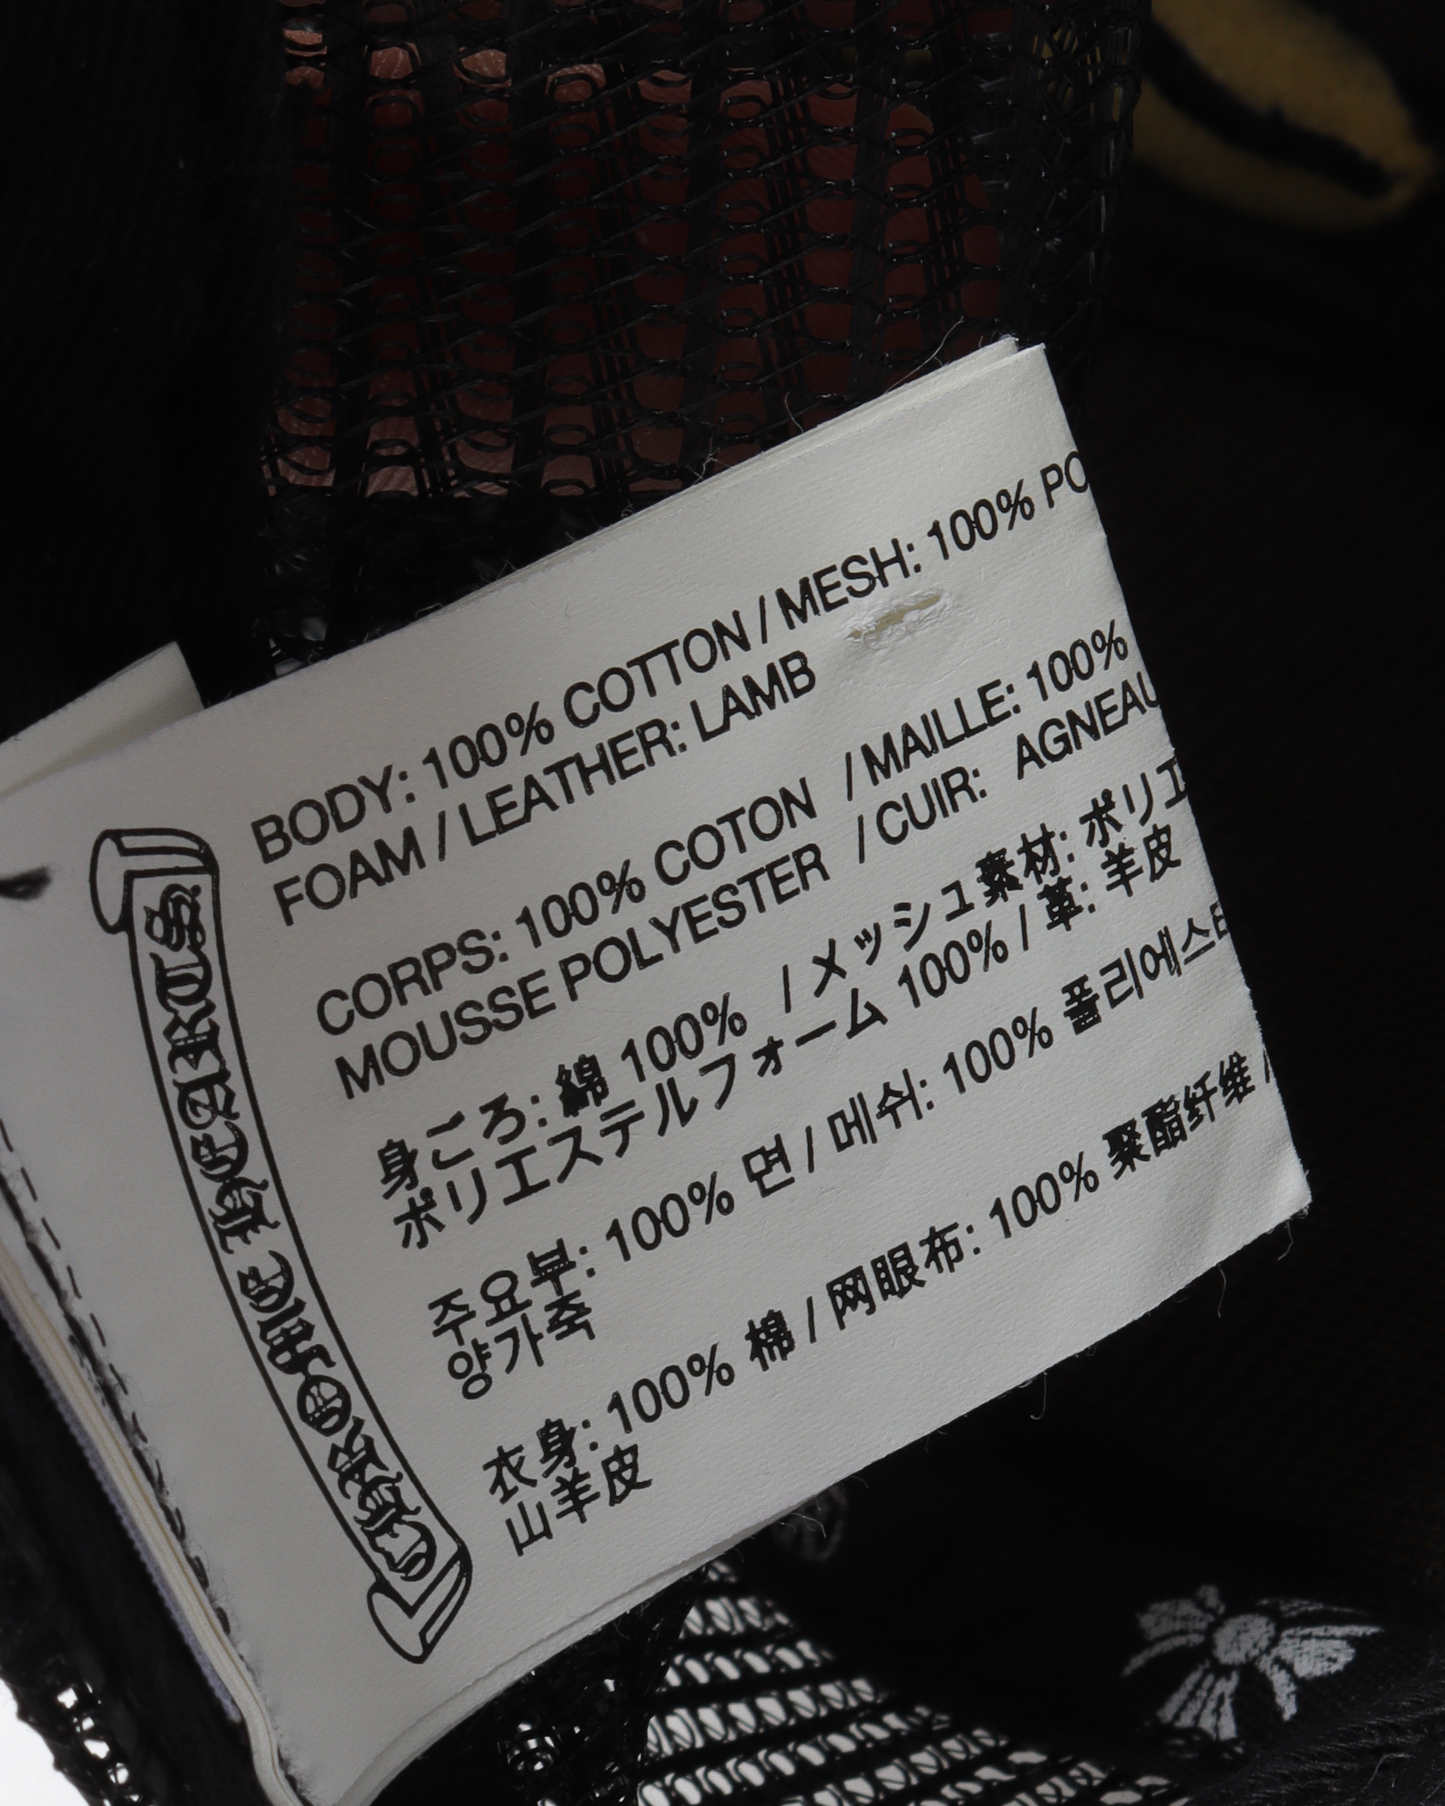 CHROME HEARTS
BODY: 100% COTTON / MESH: 100% PO
FOAM / LEATHER: LAMB
CORPS: 100% COTON / MAILLE: 100%
MOUSSE POLYESTER / CUIR: AGNEAU
身ごろ: 綿 100% / メッシュ素材: ポリエ
ポリエステルフォーム 100% / 革: 羊皮
주요부: 100% 면 / 메쉬: 100% 폴리에스터
양가죽
衣身: 100% 棉 / 网眼布: 100% 聚酯纤维 /
山羊皮